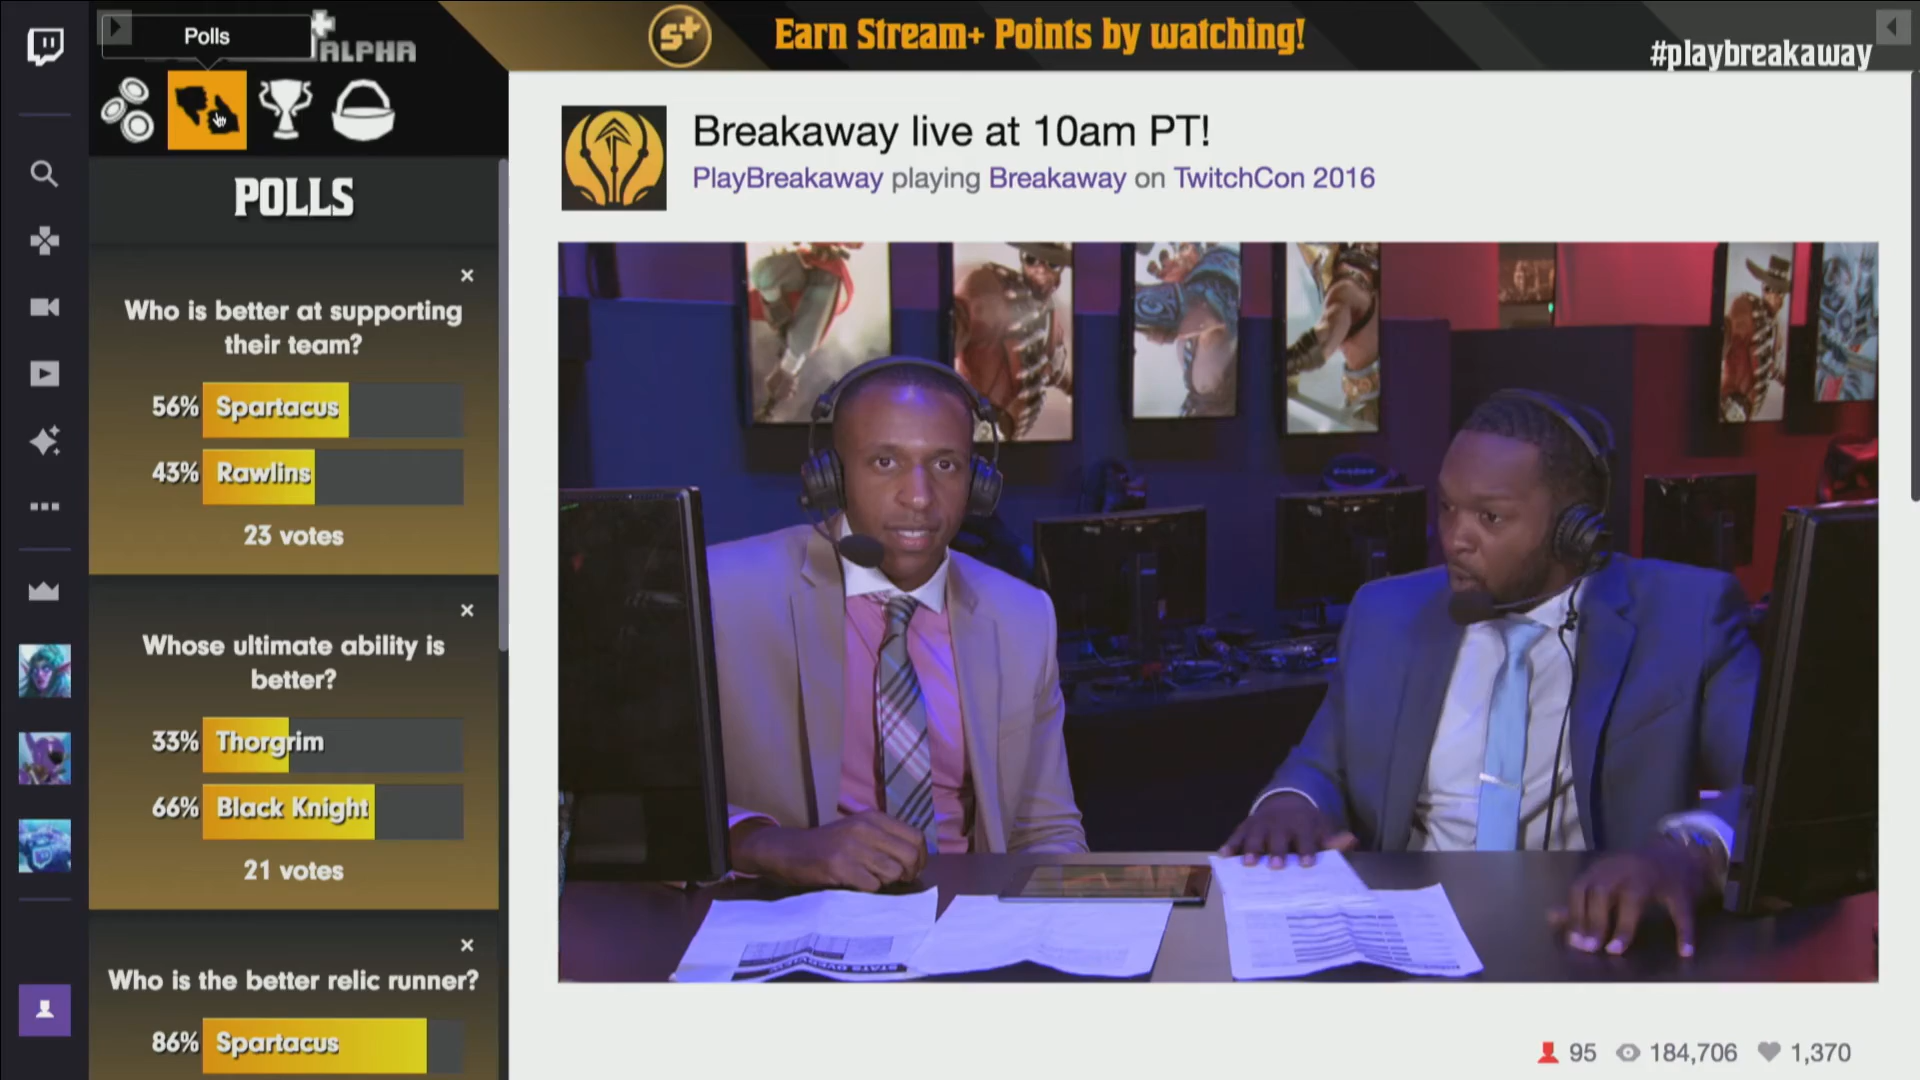 Polls
ALPHA
Earn Stream+ Points by watching!
#playbreakaway
S+
POLLS
Who is better at supporting
their team?
56% Spartacus
43% Rawlins
23 votes
Whose ultimate ability is
better?
33% Thorgrim
66% Black Knight
21 votes
Who is the better relic runner?
86% Spartacus
Breakaway live at 10am PT!
PlayBreakaway playing Breakaway on TwitchCon 2016
STATS OVERVIEW
95 184,706 1,370